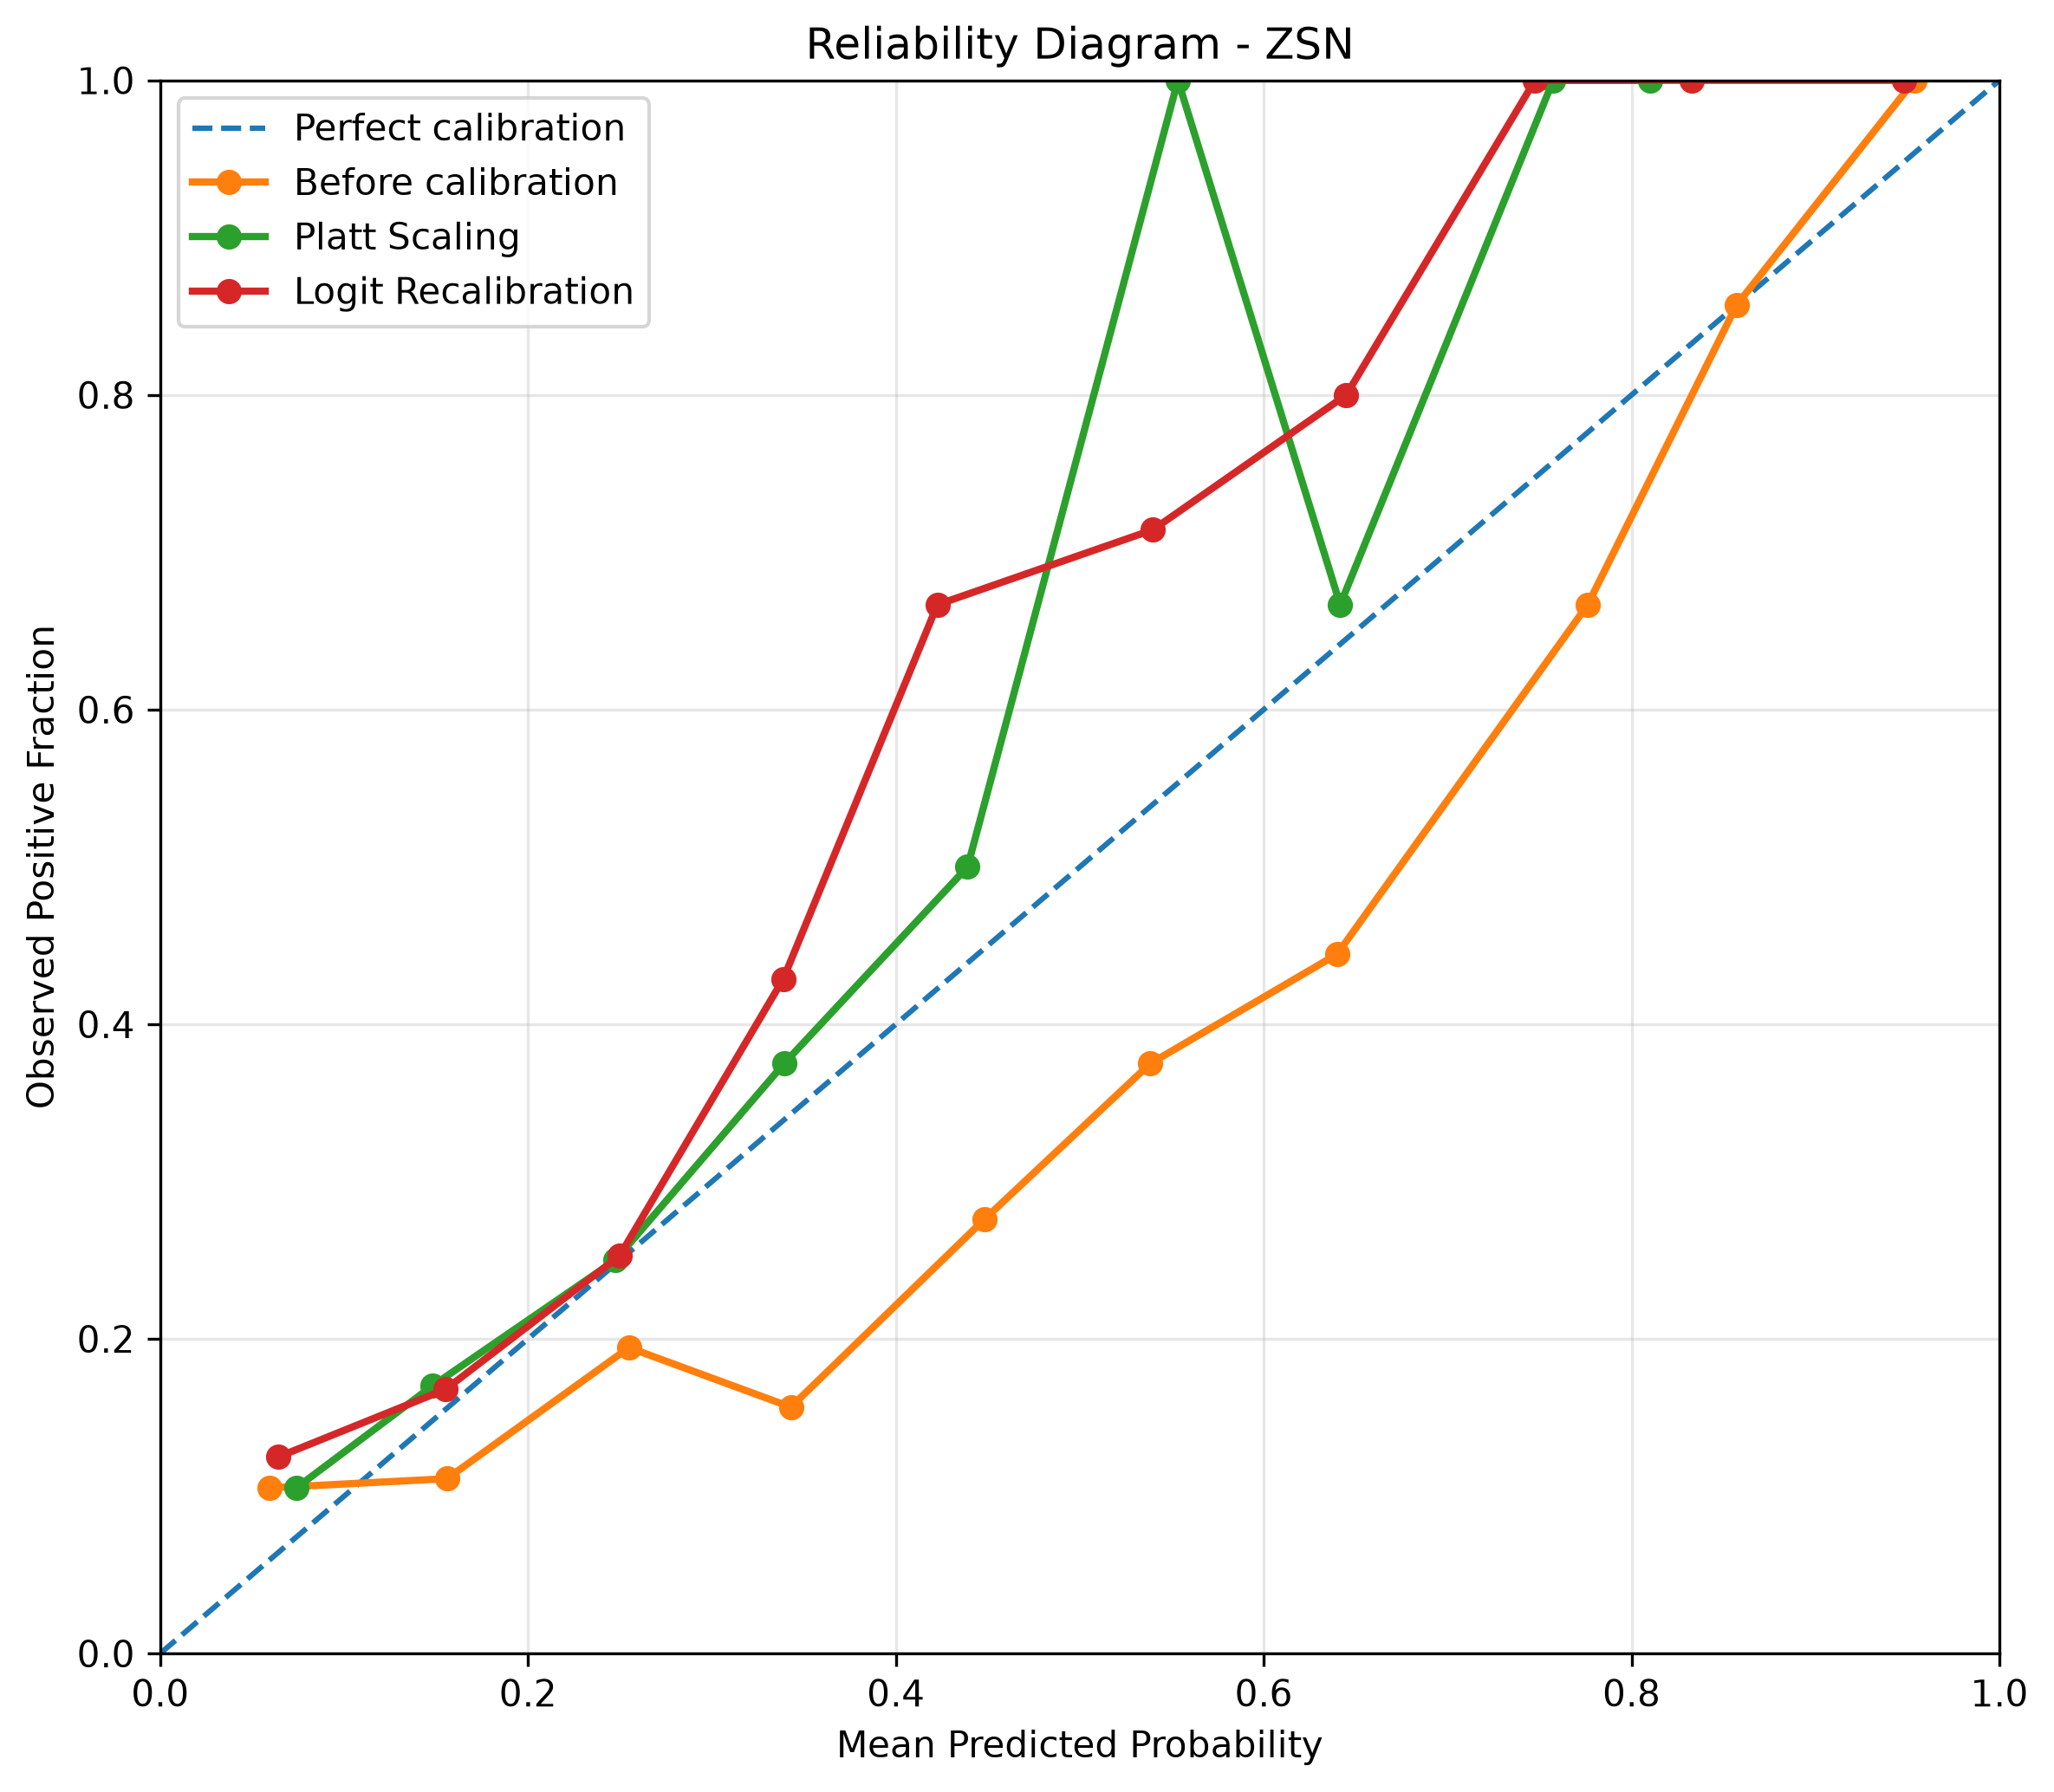 Reliability Diagram - ZSN
1.0
0.8
0.6
0.4
0.2
0.0
Observed Positive Fraction
Perfect calibration
Before calibration
Platt Scaling
Logit Recalibration
0.0 0.2 0.4 0.6 0.8 1.0
Mean Predicted Probability